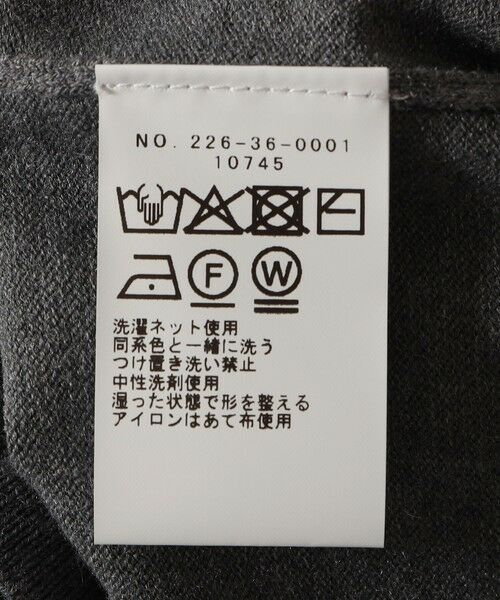 NO. 226-36-0001
10745
F W
洗濯ネット使用
同系色と一緒に洗う
つけ置き洗い禁止
中性洗剤使用
湿った状態で形を整える
アイロンはあて布使用